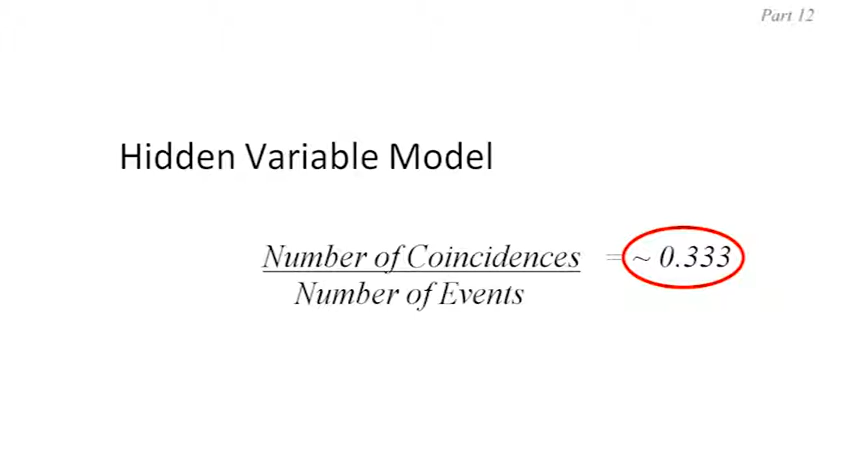 Part 12
Hidden Variable Model
Number of Coincidences
= ~ 0.333
Number of Events